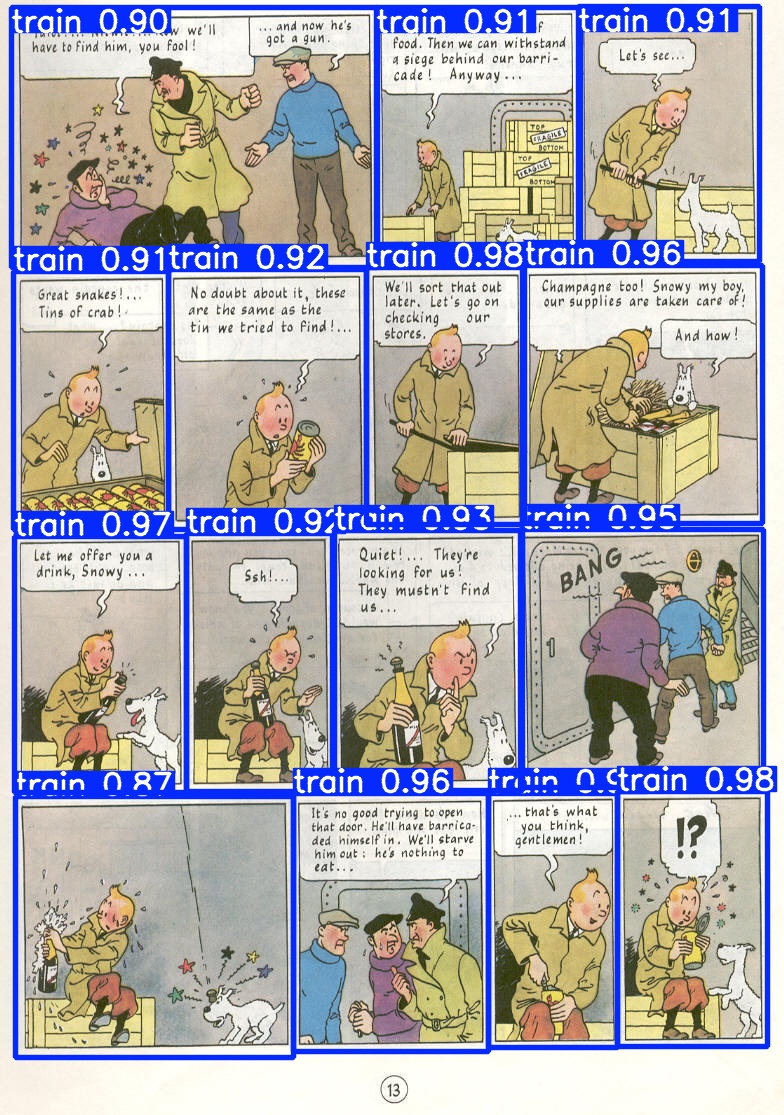 train 0.90
we'll
have to find him, you fool!
... and now he's
got a gun.
train 0.91
of
food. Then we can withstand
a siege behind our barri-
cade! Anyway...
TOP
FRAGILE
BOTTOM
TOP
FRAGILE
BOTTOM
train 0.91
Let's see...
train 0.91
Great snakes!...
Tins of crab!
train 0.92
No doubt about it, these
are the same as the
tin we tried to find!...
train 0.98
We'll sort that out
later. Let's go on
checking our
stores.
train 0.96
Champagne too! Snowy my boy,
our supplies are taken care of!
And how!
train 0.97
Let me offer you a
drink, Snowy...
train 0.92
Ssh!...
train 0.93
Quiet!... They're
looking for us!
They mustn't find
us...
train 0.95
BANG
train 0.87
train 0.96
It's no good trying to open
that door. He'll have barrica-
ded himself in. We'll starve
him out: he's nothing to
eat...
train
... that's what
you think,
gentlemen!
train 0.98
!?
13